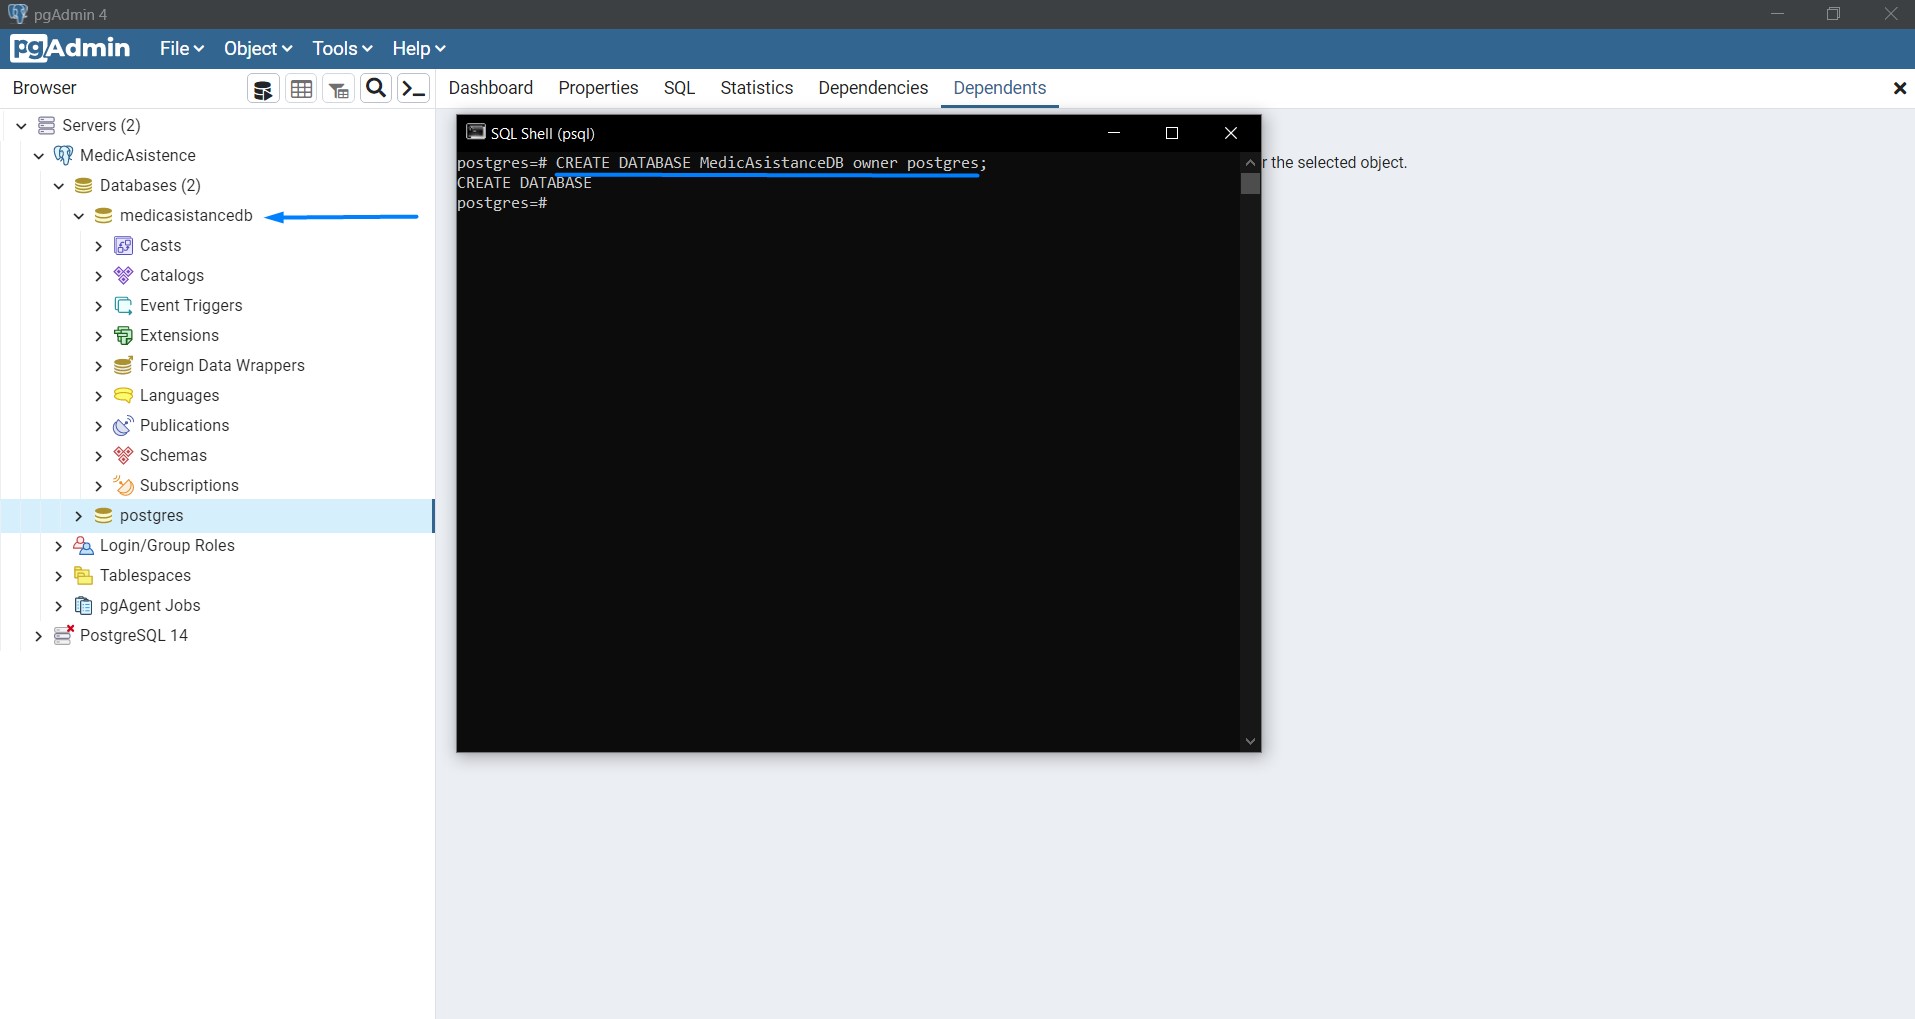 pgAdmin 4
pgAdmin File Object Tools Help
Browser
Dashboard Properties SQL Statistics Dependencies Dependents
Servers (2)
MedicAsistence
Databases (2)
medicasistancedb
Casts
Catalogs
Event Triggers
Extensions
Foreign Data Wrappers
Languages
Publications
Schemas
Subscriptions
postgres
Login/Group Roles
Tablespaces
pgAgent Jobs
PostgreSQL 14
SQL Shell (psql)
postgres=# CREATE DATABASE MedicAsistanceDB owner postgres;
CREATE DATABASE
postgres=#
the selected object.